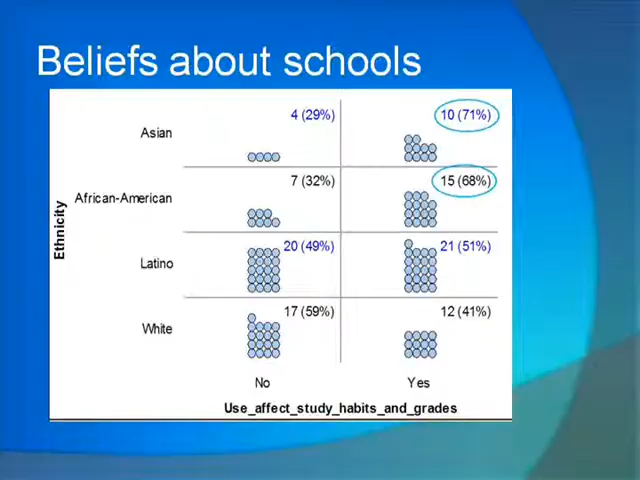 Beliefs about schools
4 (29%)
10 (71%)
Asian
7 (32%)
15 (68%)
African-American
20 (49%)
21 (51%)
Latino
17 (59%)
12 (41%)
White
Ethnicity
No
Yes
Use_affect_study_habits_and_grades